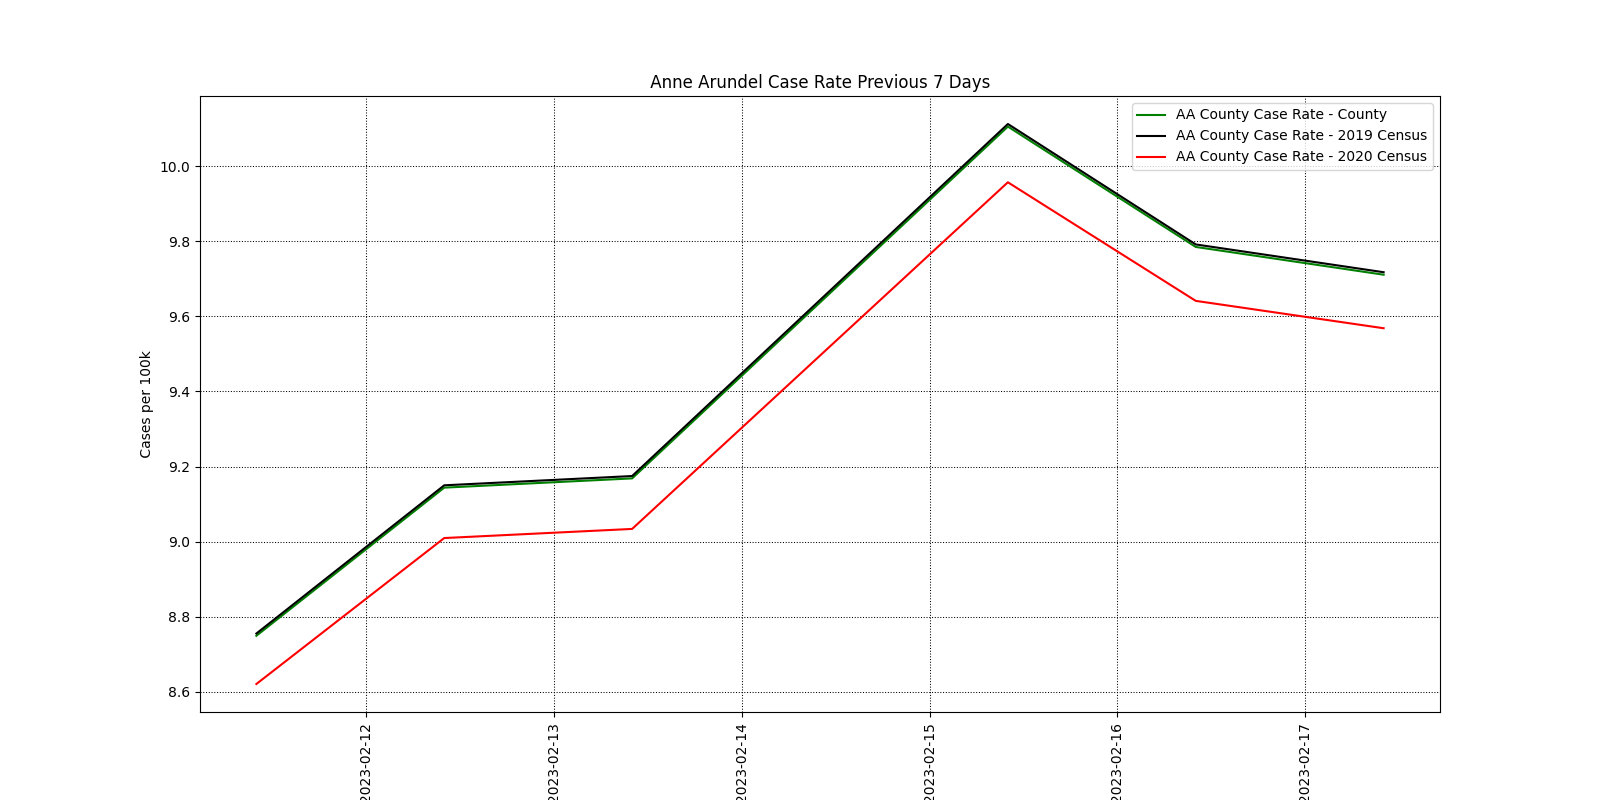 Anne Arundel Case Rate Previous 7 Days
AA County Case Rate - County
AA County Case Rate - 2019 Census
AA County Case Rate - 2020 Census
Cases per 100k
10.0
9.8
9.6
9.4
9.2
9.0
8.8
8.6
2023-02-12
2023-02-13
2023-02-14
2023-02-15
2023-02-16
2023-02-17